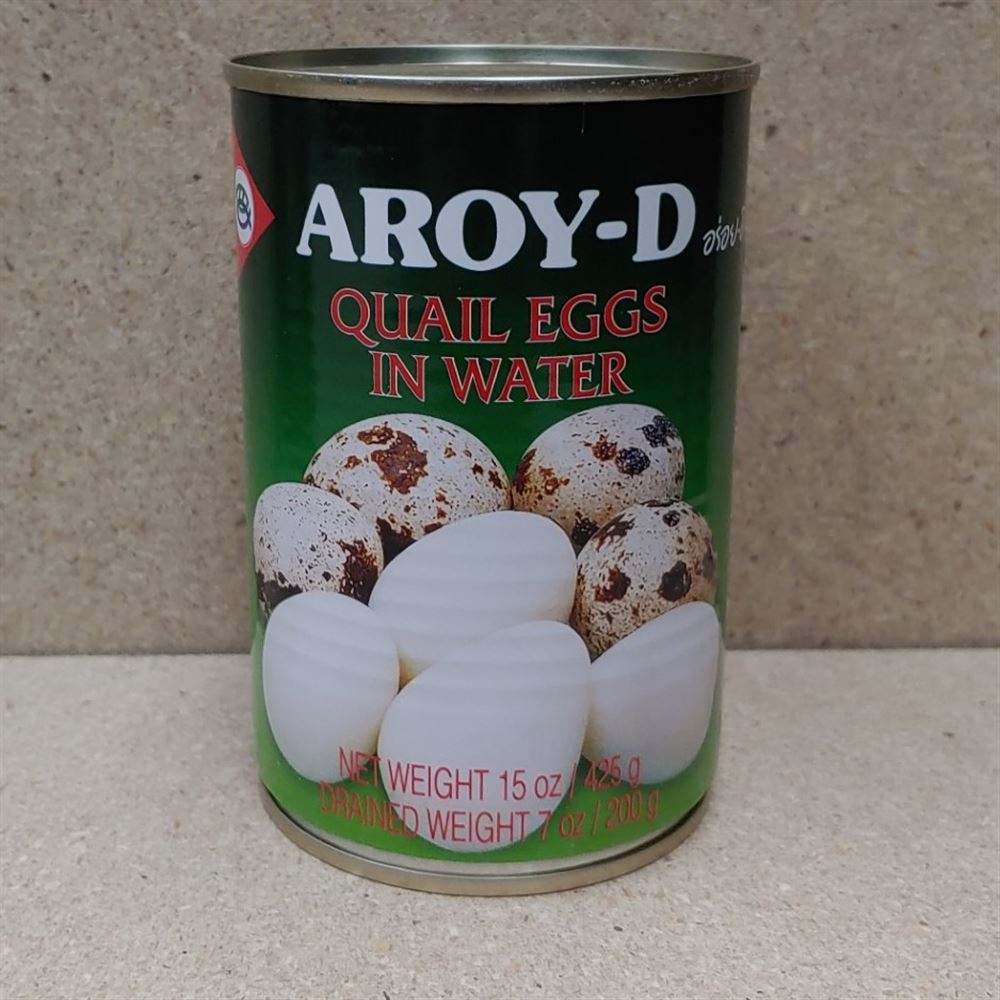 AROY-D
QUAIL EGGS
IN WATER
NET WEIGHT 15 oz / 425 g
DRAINED WEIGHT 7 oz / 200 g